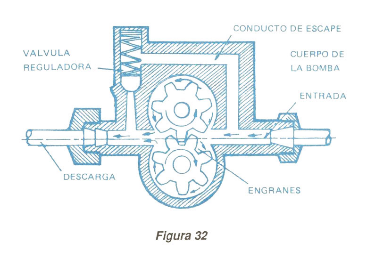 CONDUCTO DE ESCAPE
VALVULA
REGULADORA
CUERPO DE
LA BOMBA
ENTRADA
DESCARGA
ENGRANES
Figura 32